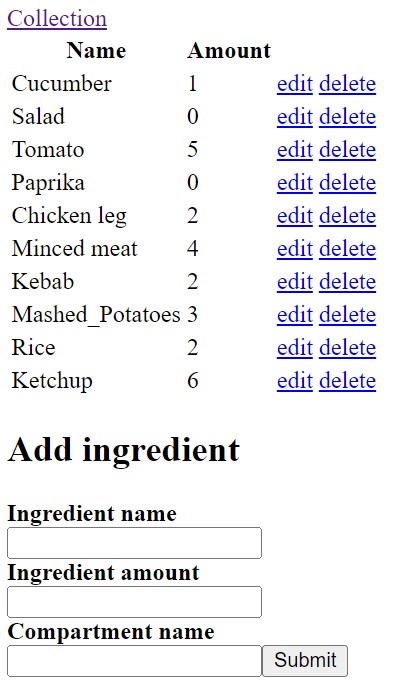 Collection
Name Amount
Cucumber 1 edit delete
Salad 0 edit delete
Tomato 5 edit delete
Paprika 0 edit delete
Chicken leg 2 edit delete
Minced meat 4 edit delete
Kebab 2 edit delete
Mashed_Potatoes 3 edit delete
Rice 2 edit delete
Ketchup 6 edit delete
Add ingredient
Ingredient name
Ingredient amount
Compartment name
Submit